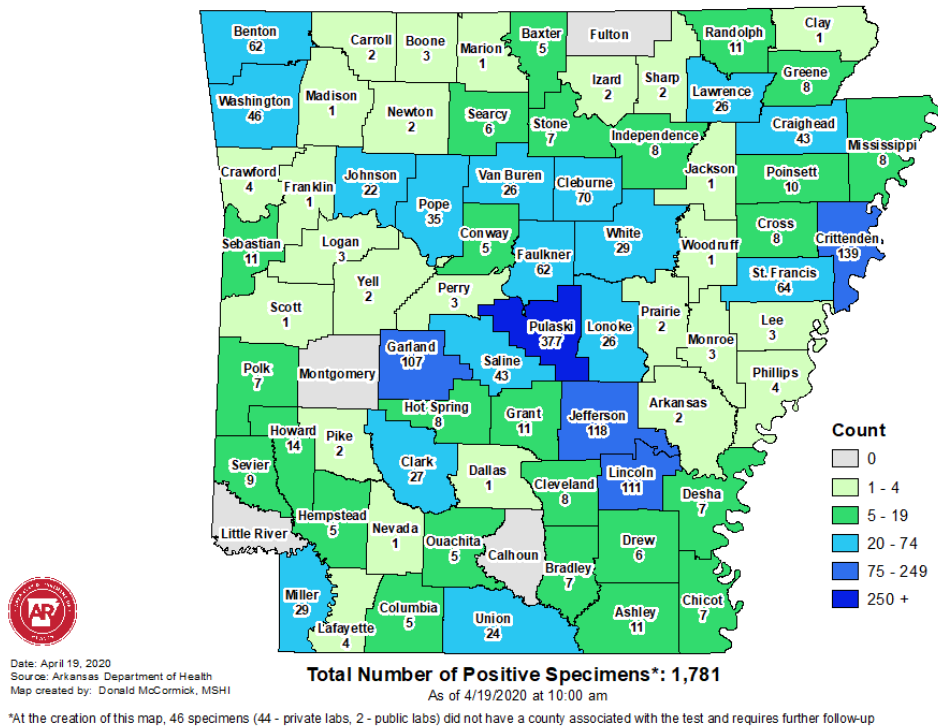 Benton
62
Carroll
2
Boone
3
Marion
1
Baxter
5
Fulton
Randolph
11
Clay
1
Izard
2
Sharp
2
Lawrence
26
Greene
8
Washington
46
Madison
1
Newton
2
Searcy
6
Stone
7
Independence
8
Craighead
43
Mississippi
8
Jackson
1
Poinsett
10
Crawford
4
Franklin
1
Johnson
22
Pope
35
Van Buren
26
Cleburne
70
White
29
Woodruff
1
Cross
8
Crittenden
139
Sebastian
11
Logan
3
Conway
5
Faulkner
62
St. Francis
64
Scott
1
Yell
2
Perry
3
Pulaski
377
Lonoke
26
Prairie
2
Monroe
3
Lee
3
Phillips
4
Polk
7
Montgomery
Garland
107
Saline
43
Hot Spring
8
Grant
11
Jefferson
118
Arkansas
2
Howard
14
Pike
2
Sevier
9
Clark
27
Dallas
1
Cleveland
8
Lincoln
111
Desha
7
Little River
Hempstead
5
Nevada
1
Ouachita
5
Calhoun
Bradley
7
Drew
6
Miller
29
Lafayette
4
Columbia
5
Union
24
Ashley
11
Chicot
7
Count
0
1 - 4
5 - 19
20 - 74
75 - 249
250 +
AR
Date: April 19, 2020
Source: Arkansas Department of Health
Map created by: Donald McCormick, MSHI
Total Number of Positive Specimens*: 1,781
As of 4/19/2020 at 10:00 am
*At the creation of this map, 46 specimens (44 - private labs, 2 - public labs) did not have a county associated with the test and requires further follow-up